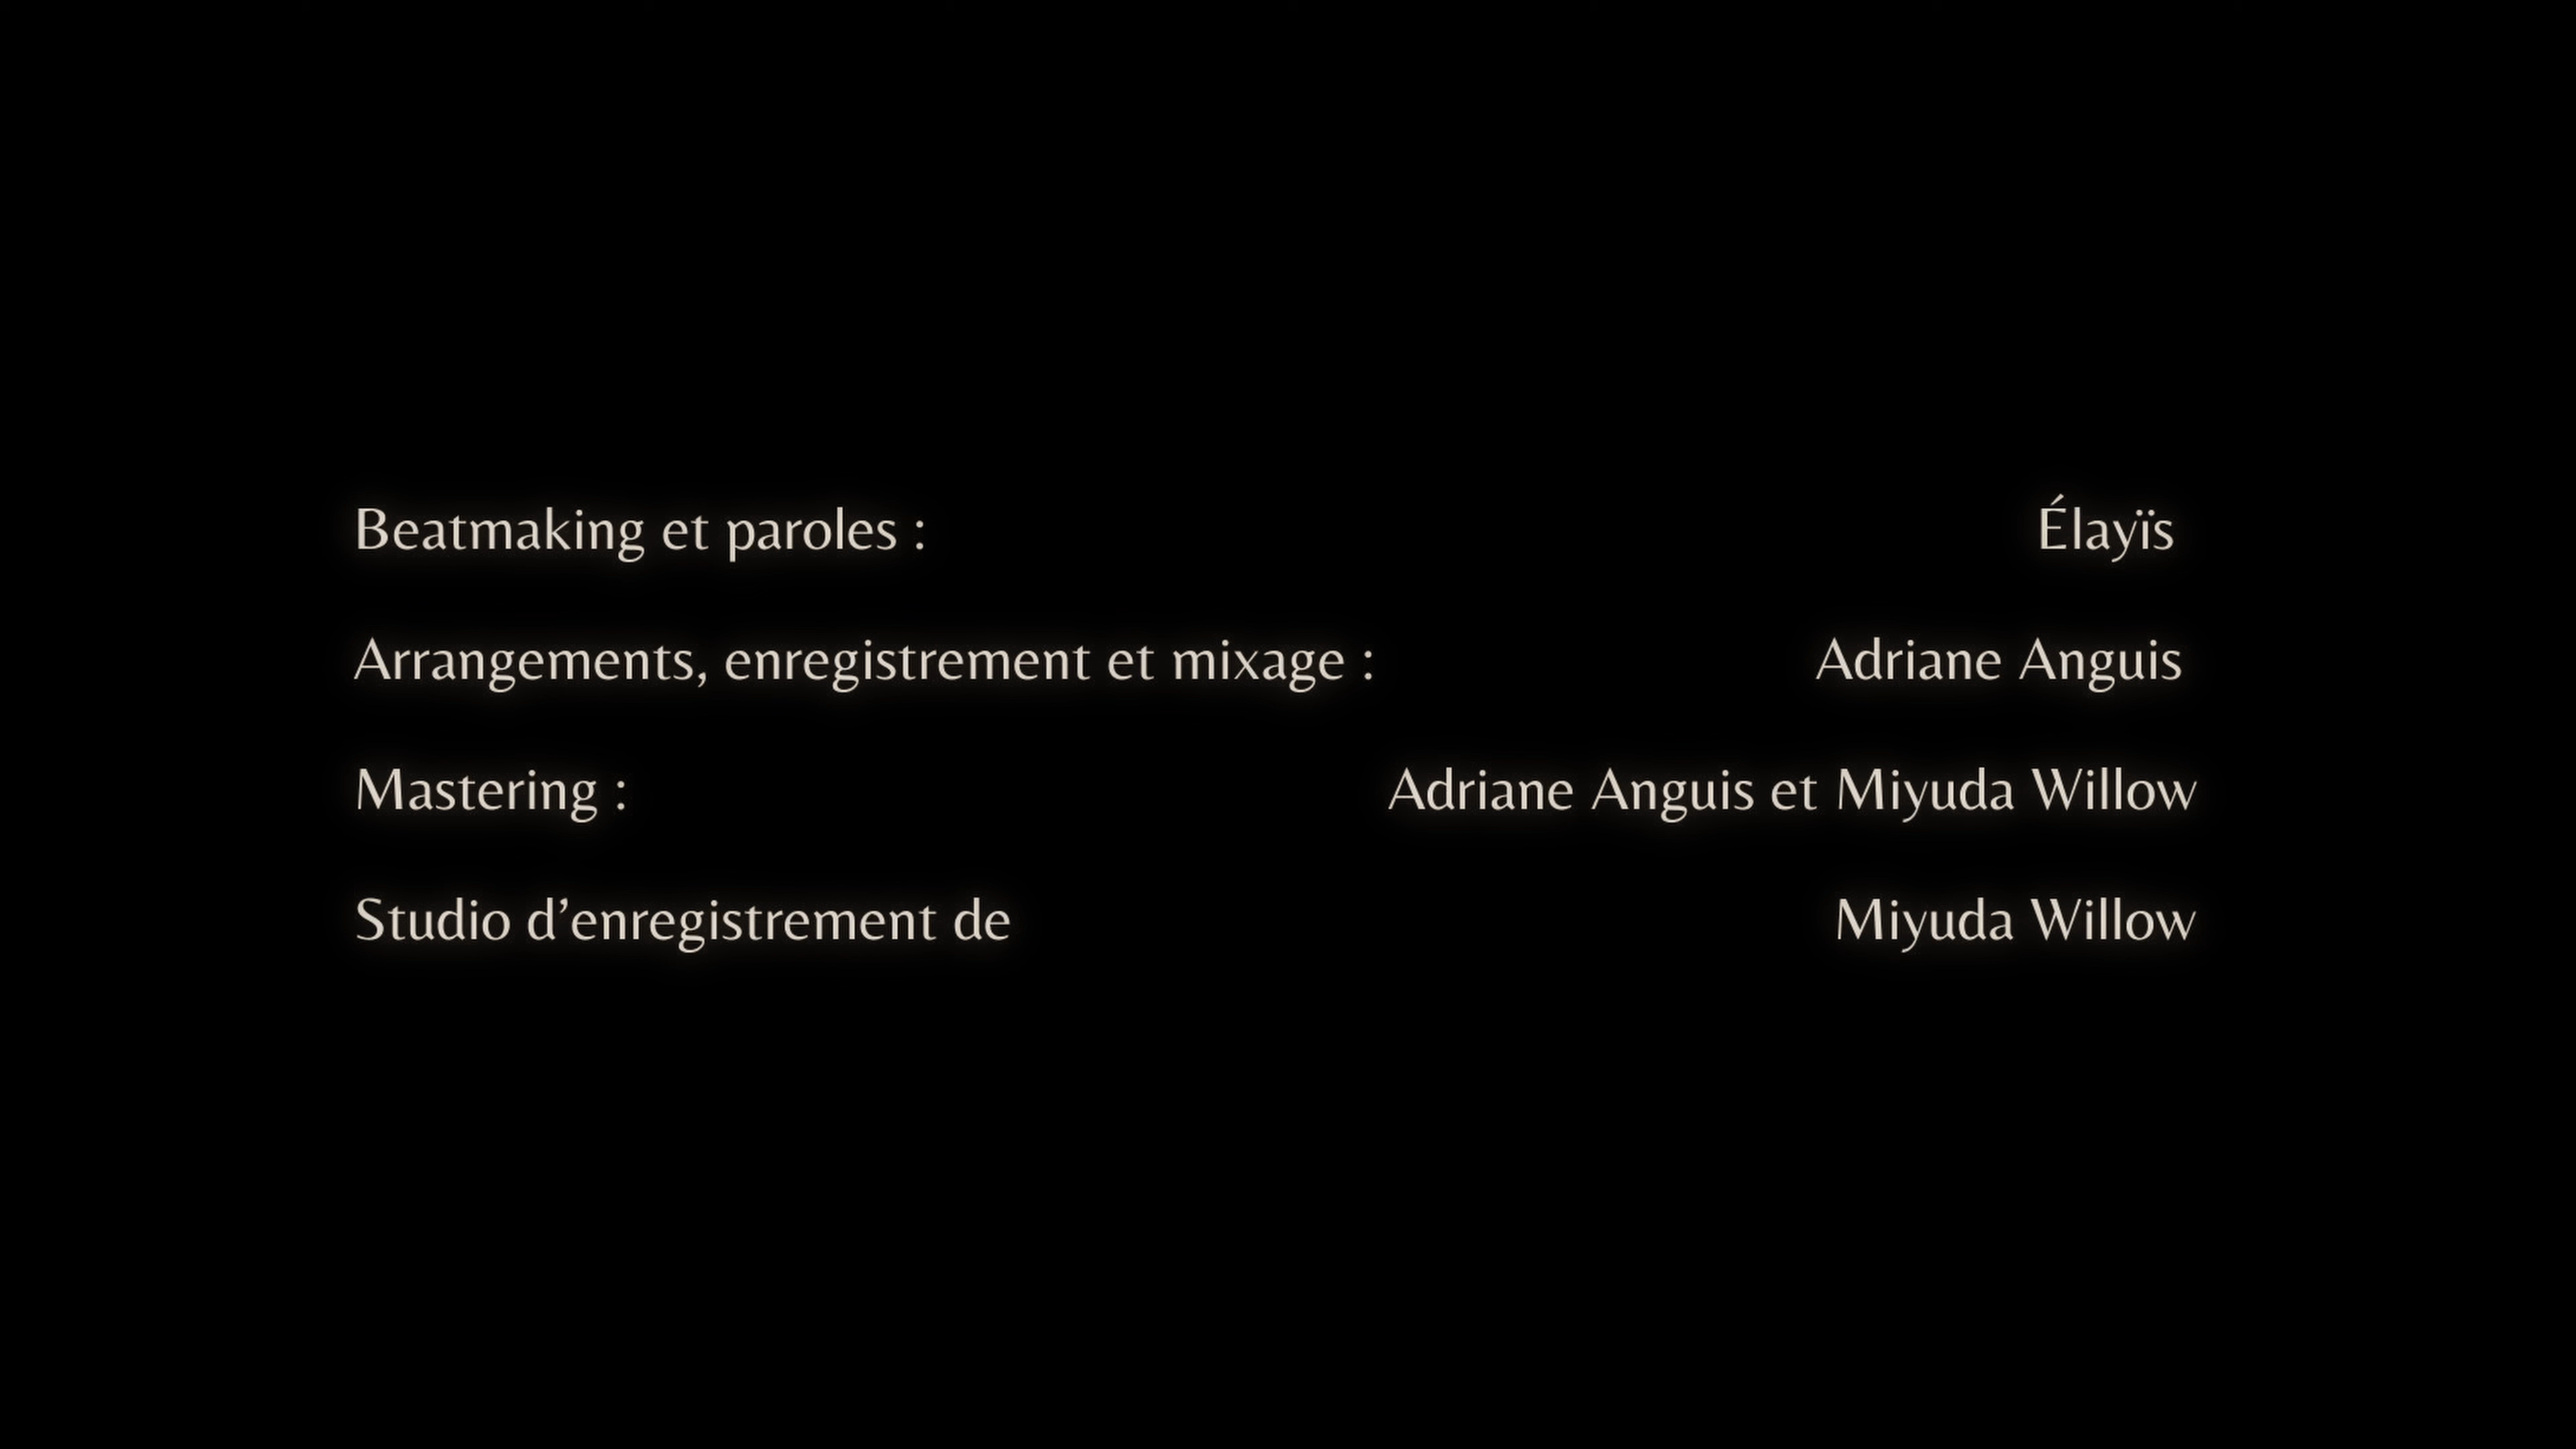 Beatmaking et paroles : Élayïs
Arrangements, enregistrement et mixage : Adriane Anguis
Mastering : Adriane Anguis et Miyuda Willow
Studio d’enregistrement de Miyuda Willow